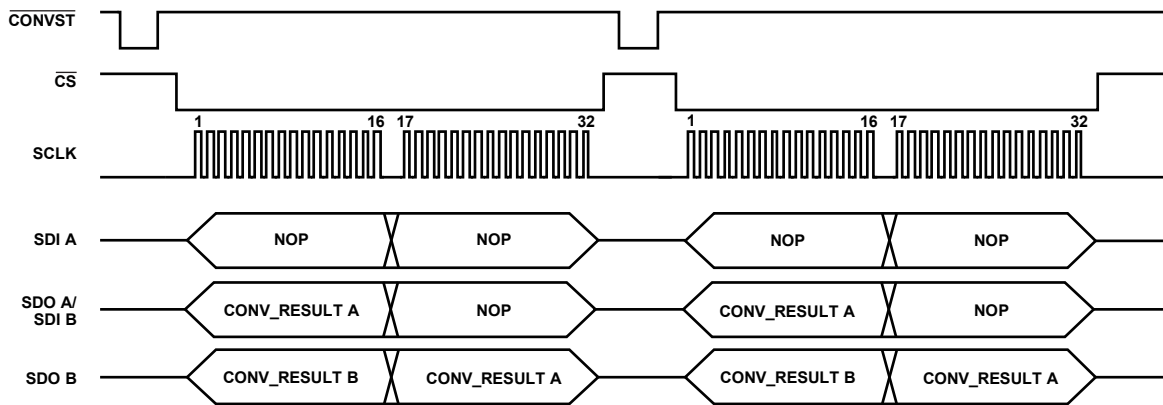 CONVST
CS
1 16 17 32 1 16 17 32
SCLK
SDI A NOP NOP NOP NOP
SDO A/
SDI B CONV_RESULT A NOP CONV_RESULT A NOP
SDO B CONV_RESULT B CONV_RESULT A CONV_RESULT B CONV_RESULT A